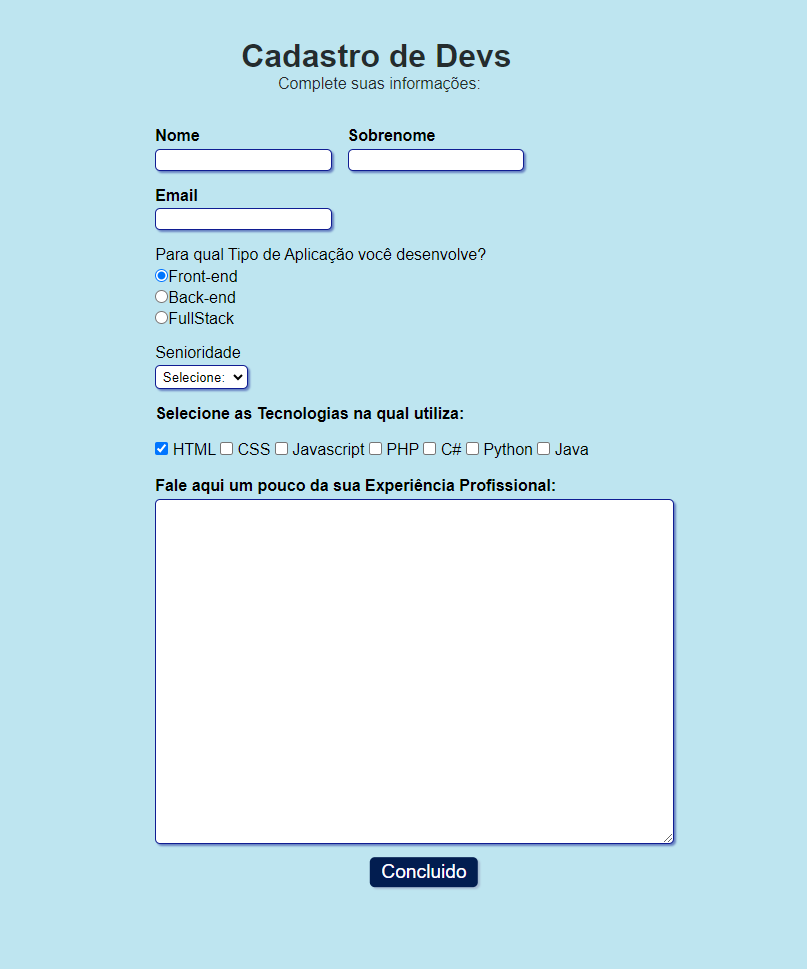 Cadastro de Devs
Complete suas informações:
Nome Sobrenome
Email
Para qual Tipo de Aplicação você desenvolve?
Front-end
Back-end
FullStack
Senioridade
Selecione:
Selecione as Tecnologias na qual utiliza:
HTML CSS Javascript PHP C# Python Java
Fale aqui um pouco da sua Experiência Profissional:
Concluido